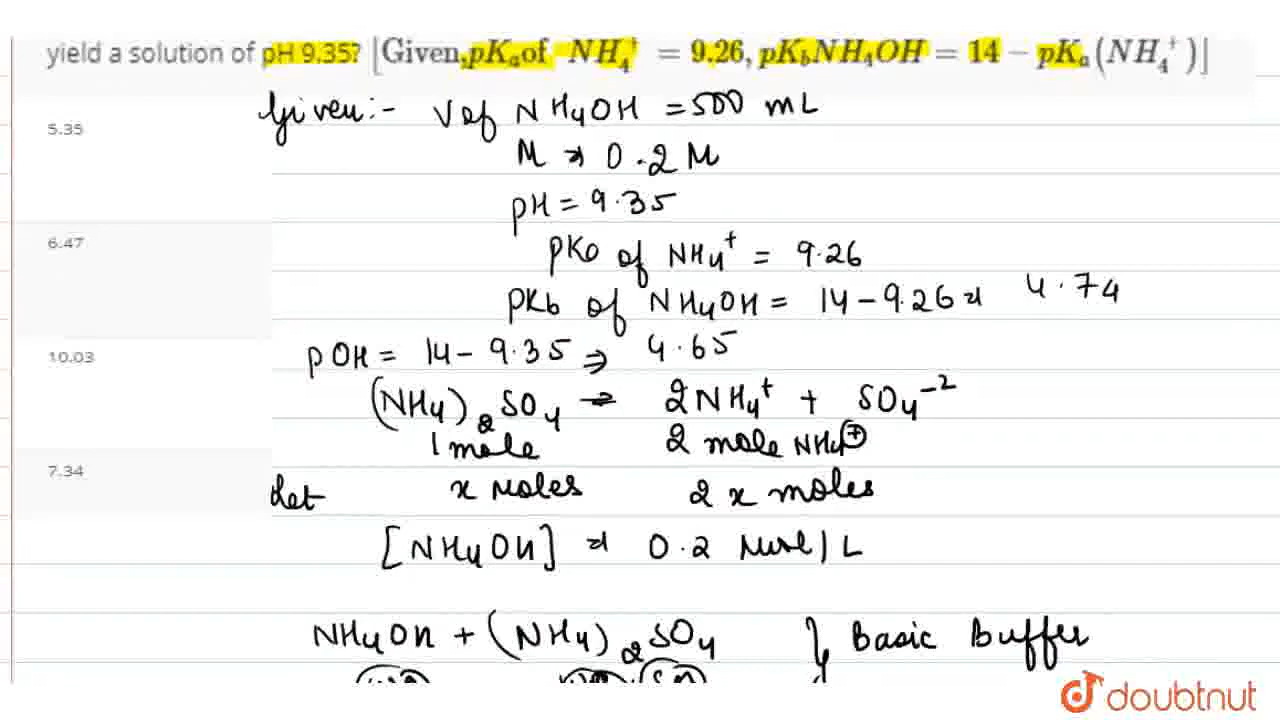 yield a solution of pH 9.35? [Given, pKₐ of NH₄⁺ = 9.26, pK_b NH₄OH = 14 − pKₐ(NH₄⁺)]
Given:- V of NH₄OH = 500 mL
5.35
M ⇒ 0.2 M
pH = 9.35
6.47
pKa of NH₄⁺ = 9.26
pKb of NH₄OH = 14 - 9.26 ⇒ 4.74
10.03
pOH = 14 - 9.35 ⇒ 4.65
(NH₄)₂SO₄ → 2NH₄⁺ + SO₄⁻²
1 mole 2 mole NH₄⊕
7.34
Let x moles 2x moles
[NH₄OH] ⇒ 0.2 mol/L
NH₄OH + (NH₄)₂SO₄ } Basic Buffer
doubtnut